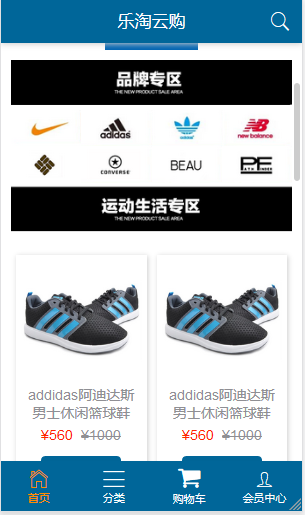 乐淘云购
品牌专区
THE NEW PRODUCT SALE AREA
adidas
adidas
new balance
CONVERSE
BEAU
PE
PATH FINDER
运动生活专区
THE NEW PRODUCT SALE AREA
addidas阿迪达斯 addidas阿迪达斯
男士休闲篮球鞋 男士休闲篮球鞋
¥560 ¥1000 ¥560 ¥1000
首页 分类 购物车 会员中心